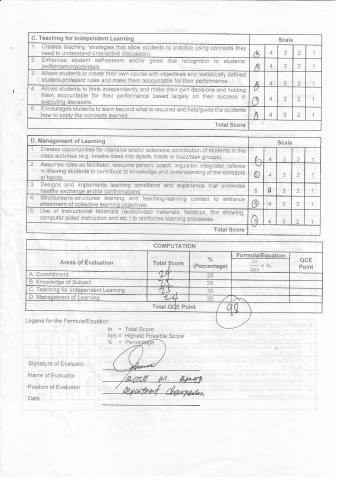 C. Teaching for Independent Learning Scale
1. Creates teaching strategies that allow students to practice using concepts they 5 4 3 2 1
need to understand (interactive discussion).
2. Enhances student self-esteem and/or gives due recognition to students' 5 4 3 2 1
performance/potentials.
3. Allows students to create their own course with objectives and realistically defined 5 4 3 2 1
student-professor rules and make them accountable for their performance.
4. Allows students to think independently and make their own decisions and holding 5 4 3 2 1
them accountable for their performance based largely on their success in
executing decisions.
5. Encourages students to learn beyond what is required and help/guide the students 5 4 3 2 1
how to apply the concepts learned.
Total Score
D. Management of Learning Scale
1. Creates opportunities for intensive and/or extensive contribution of students in the 5 4 3 2 1
class activities (e.g. breaks class into dyads, triads or buzz/task groups).
2. Assumes roles as facilitator, resource person, coach, inquisitor, integrator, referee 5 4 3 2 1
in drawing students to contribute to knowledge and understanding of the concepts
at hands.
3. Designs and implements learning conditions and experience that promotes 5 4 3 2 1
healthy exchange and/or confrontations.
4. Structures/re-structures learning and teaching-learning context to enhance 5 4 3 2 1
attainment of collective learning objectives.
5. Use of Instructional Materials (audio/video materials, fieldtrips, film showing, 5 4 3 2 1
computer aided instruction and etc.) to reinforces learning processes.
Total Score
COMPUTATION
Areas of Evaluation Total Score % (Percentage) Formula/Equation ts/hps x % QCE Point
A. Commitment 20
B. Knowledge of Subject 20
C. Teaching for Independent Learning 30
D. Management of Learning 24 30
Total QCE Point 98
Legend for the Formula/Equation:
ts = Total Score
hps = Highest Possible Score
% = Percentage
Signature of Evaluator
Name of Evaluator
Position of Evaluator Department Chairperson
Date